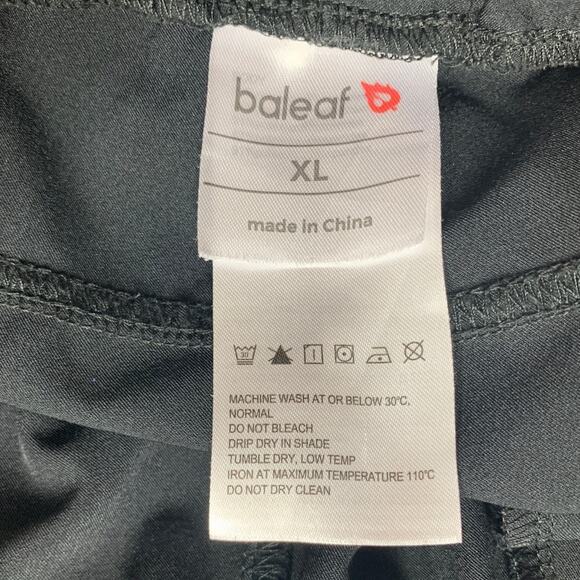 baleaf
XL
made in China
30
MACHINE WASH AT OR BELOW 30°C,
NORMAL
DO NOT BLEACH
DRIP DRY IN SHADE
TUMBLE DRY, LOW TEMP
IRON AT MAXIMUM TEMPERATURE 110°C
DO NOT DRY CLEAN